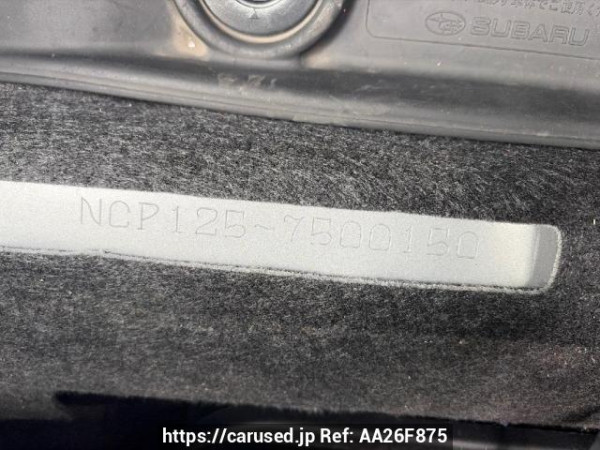 SUBARU
NCP125-7500150
https://carused.jp Ref: AA26F875